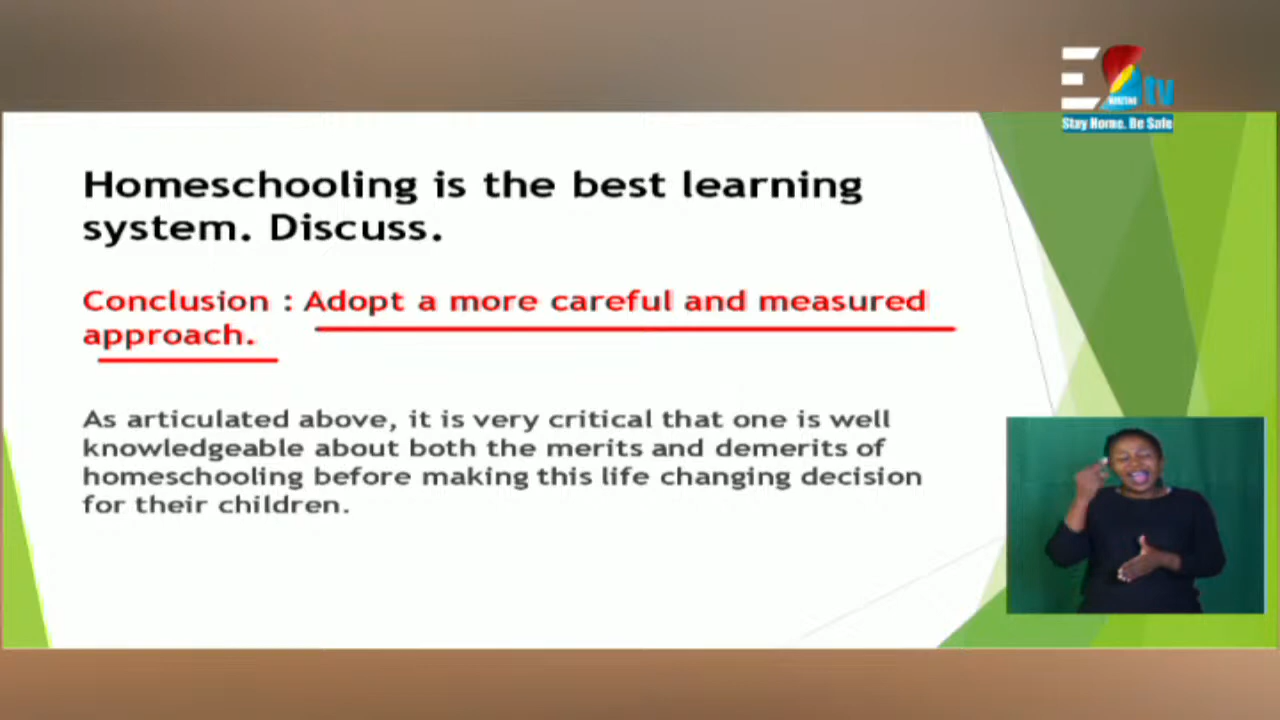 tv
Stay Home. Be Safe
Homeschooling is the best learning
system. Discuss.
Conclusion : Adopt a more careful and measured
approach.
As articulated above, it is very critical that one is well
knowledgeable about both the merits and demerits of
homeschooling before making this life changing decision
for their children.